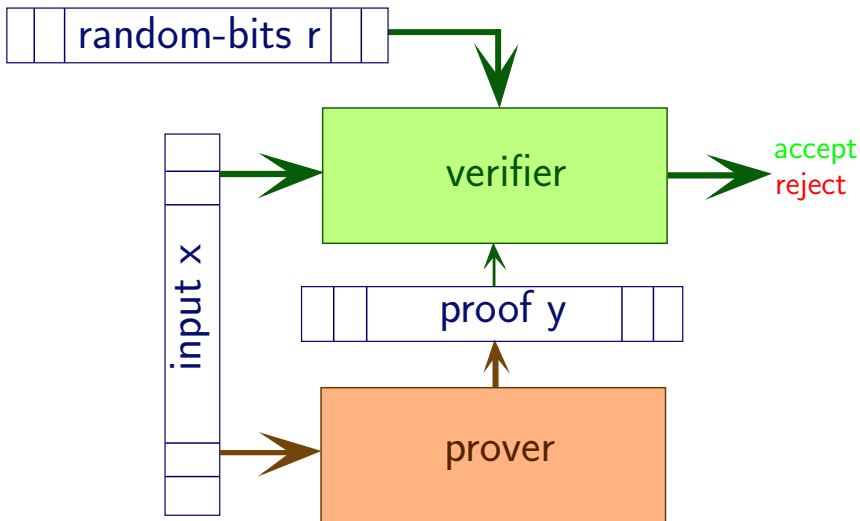 random-bits r
verifier
accept
reject
input x
proof y
prover